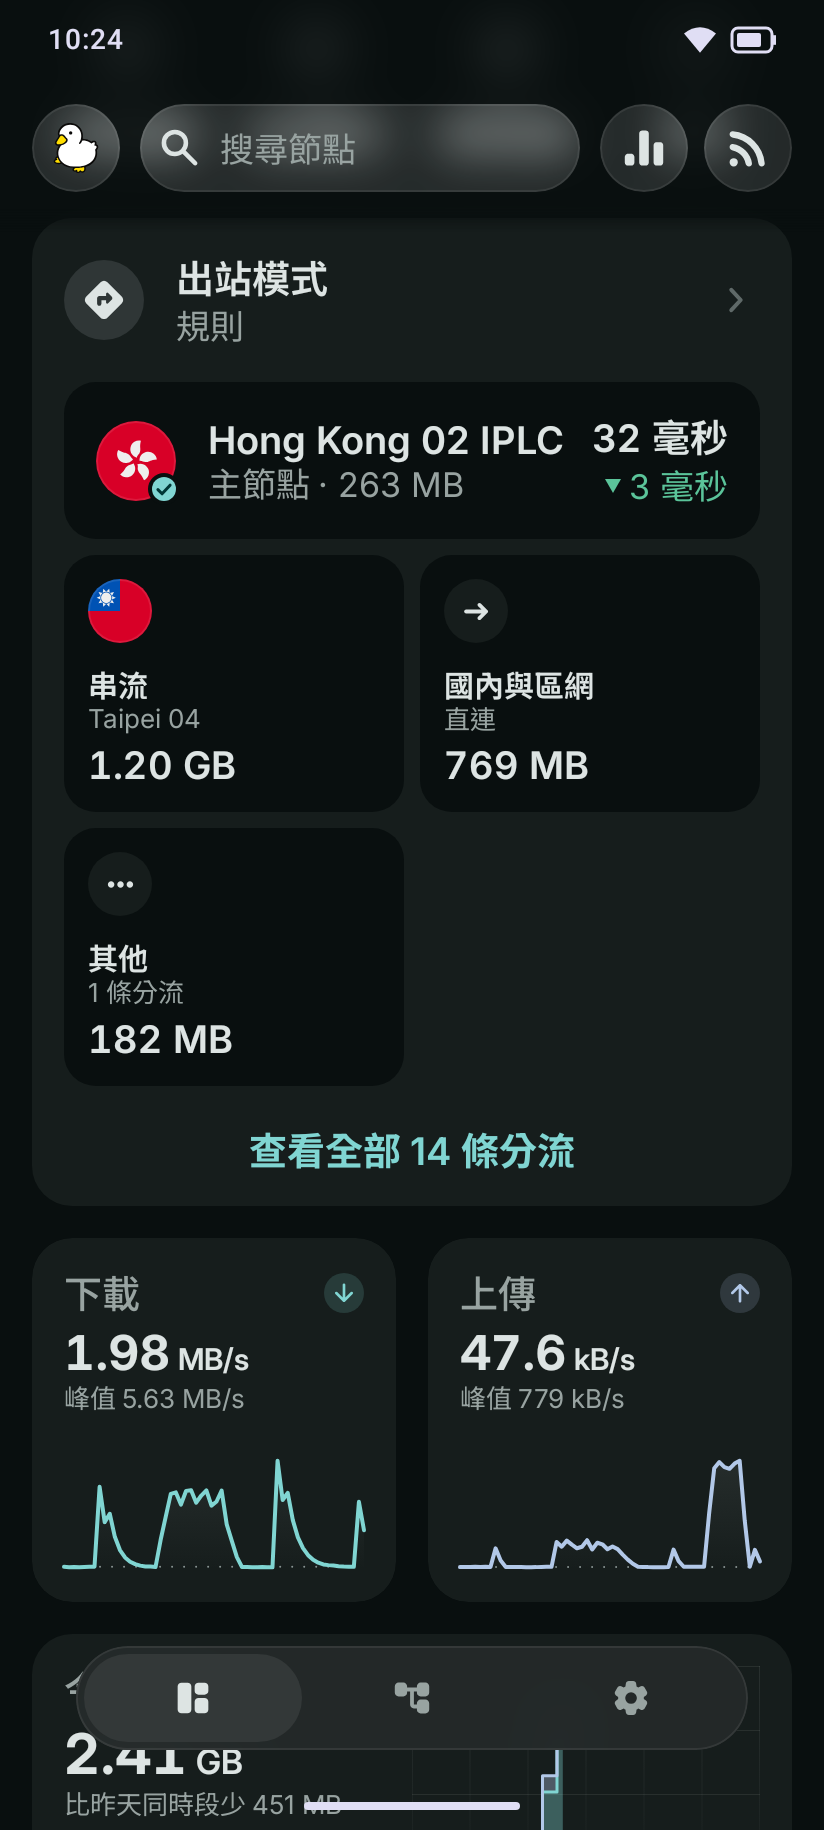 10:24
搜尋節點
出站模式
規則
Hong Kong 02 IPLC
32 毫秒
主節點 · 263 MB
3 毫秒
串流
Taipei 04
1.20 GB
國內與區網
直連
769 MB
其他
1 條分流
182 MB
查看全部 14 條分流
下載
1.98 MB/s
峰值 5.63 MB/s
上傳
47.6 kB/s
峰值 779 kB/s
2.41 GB
比昨天同時段少 451 MB